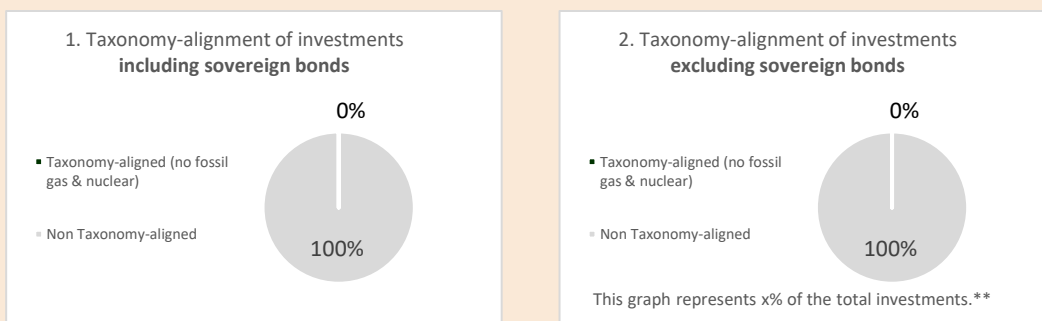 1. Taxonomy-alignment of investments
including sovereign bonds
0%
Taxonomy-aligned (no fossil
gas & nuclear)
Non Taxonomy-aligned
100%
2. Taxonomy-alignment of investments
excluding sovereign bonds
0%
Taxonomy-aligned (no fossil
gas & nuclear)
Non Taxonomy-aligned
100%
This graph represents x% of the total investments.**